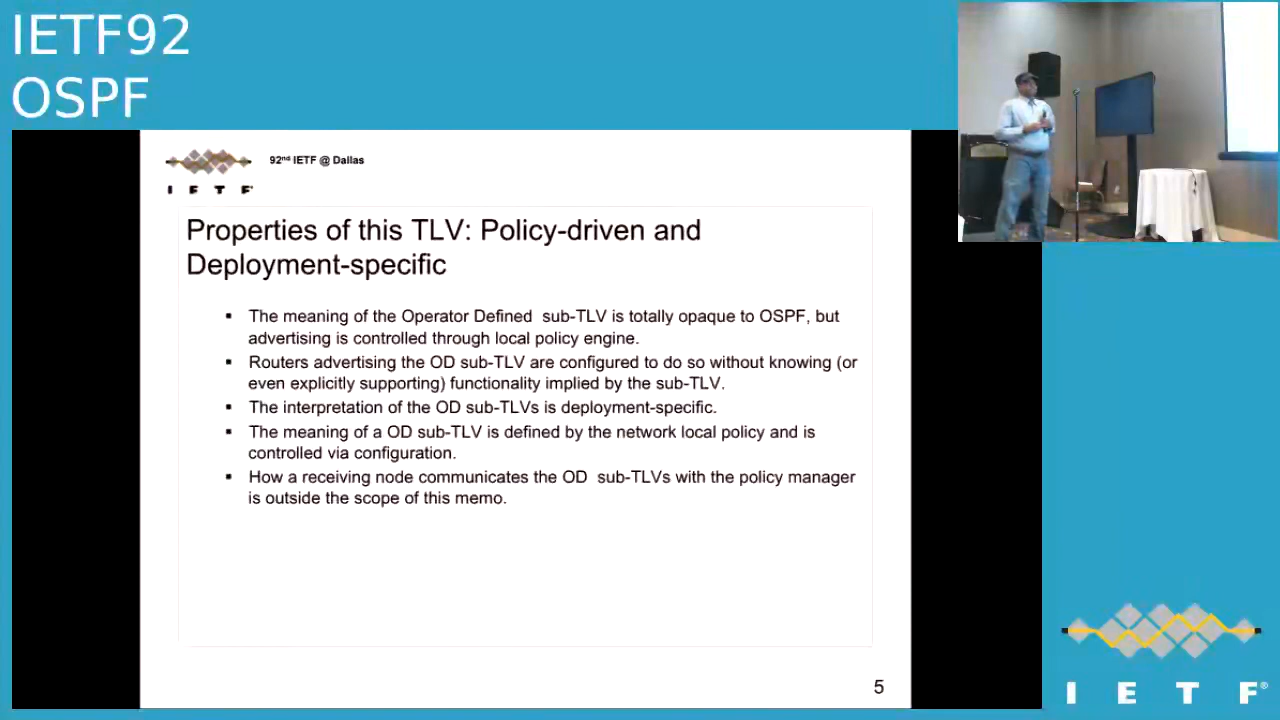 IETF92
OSPF
92nd IETF @ Dallas
I E T F
Properties of this TLV: Policy-driven and
Deployment-specific
▪ The meaning of the Operator Defined sub-TLV is totally opaque to OSPF, but
advertising is controlled through local policy engine.
▪ Routers advertising the OD sub-TLV are configured to do so without knowing (or
even explicitly supporting) functionality implied by the sub-TLV.
▪ The interpretation of the OD sub-TLVs is deployment-specific.
▪ The meaning of a OD sub-TLV is defined by the network local policy and is
controlled via configuration.
▪ How a receiving node communicates the OD sub-TLVs with the policy manager
is outside the scope of this memo.
5
I E T F®